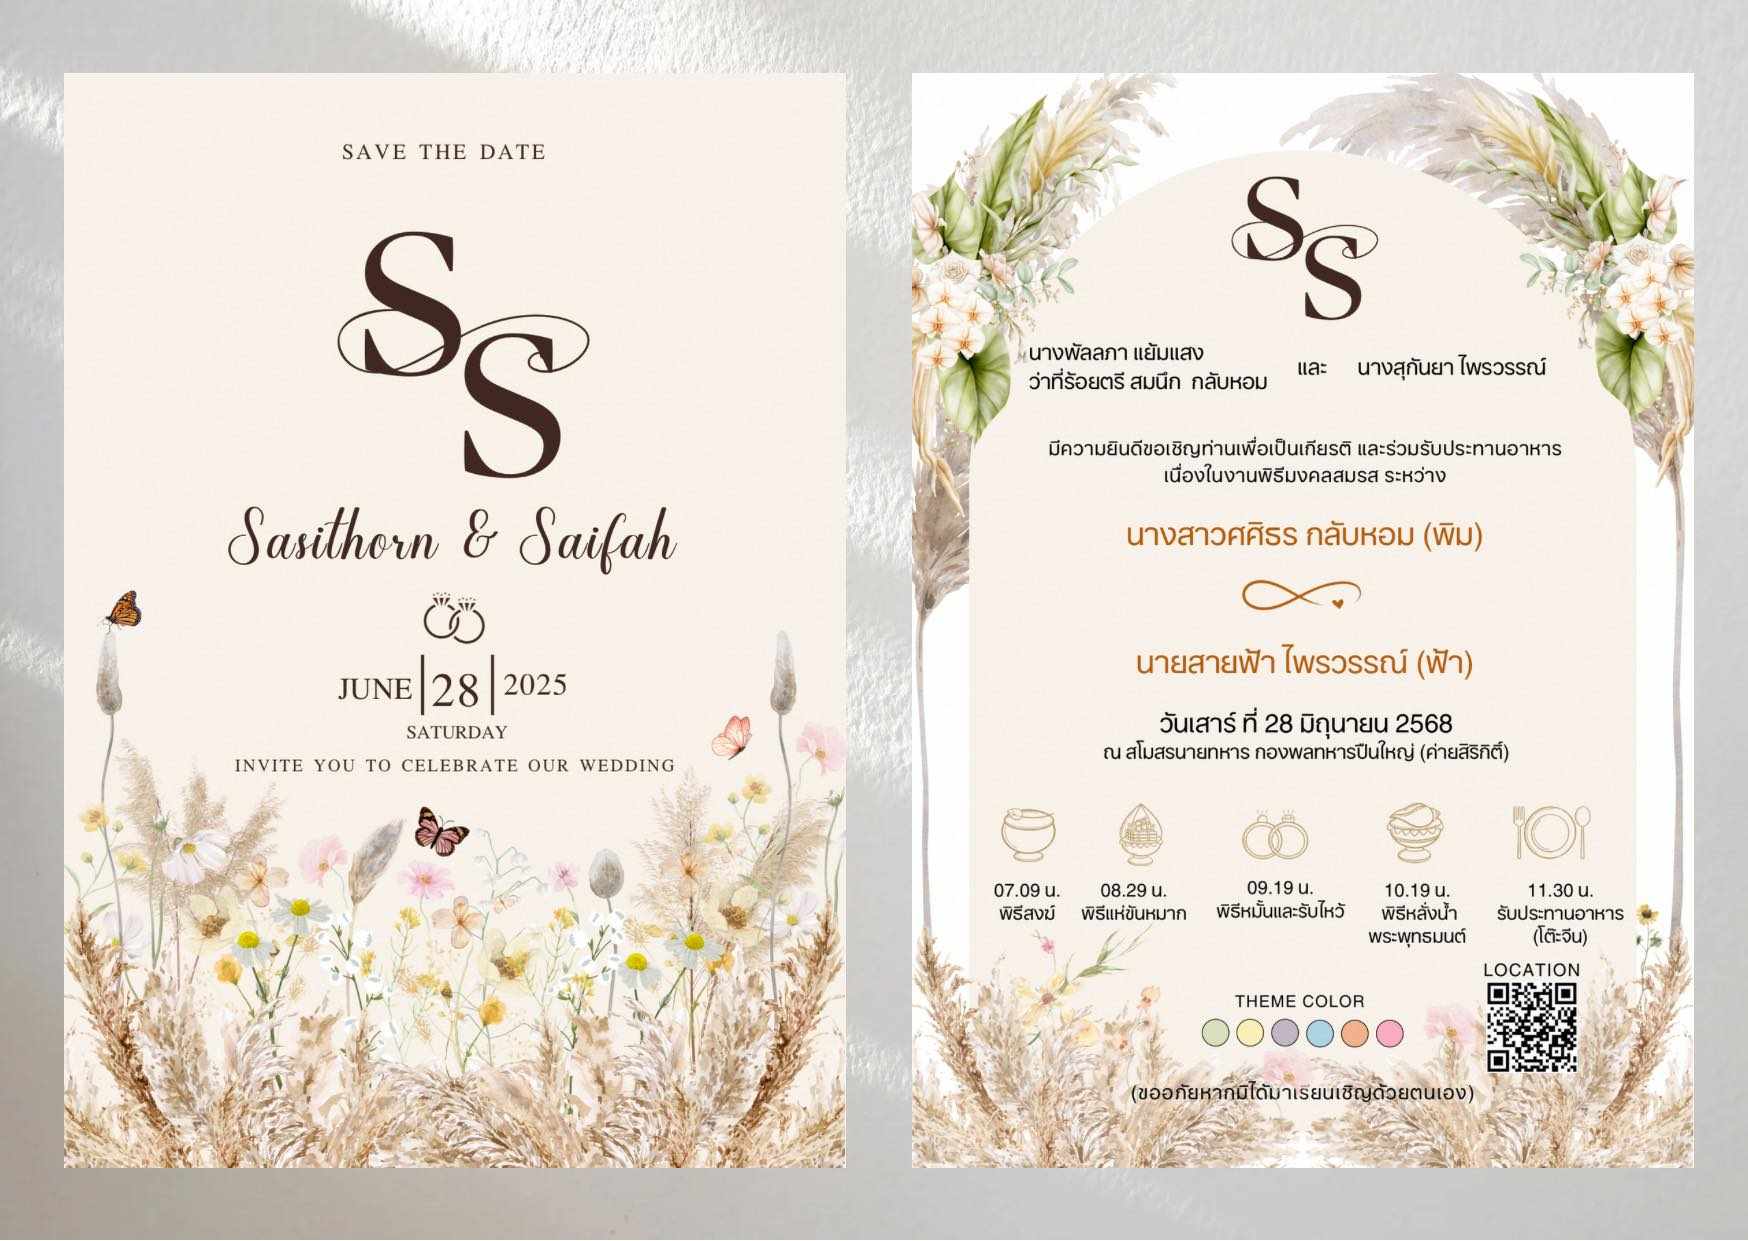 SAVE THE DATE
S
S
Sasithorn & Saifah
JUNE 28 2025
SATURDAY
INVITE YOU TO CELEBRATE OUR WEDDING
S
S
นางพัลลภา แย้มแสง
ว่าที่ร้อยตรี สมนึก กลับหอม
และ
นางสุกันยา ไพรวรรณ์
มีความยินดีขอเชิญท่านเพื่อเป็นเกียรติ และร่วมรับประทานอาหาร
เนื่องในงานพิธีมงคลสมรส ระหว่าง
นางสาวศศิธร กลับหอม (พิม)
นายสายฟ้า ไพรวรรณ์ (ฟ้า)
วันเสาร์ ที่ 28 มิถุนายน 2568
ณ สโมสรนายทหาร กองพลทหารปืนใหญ่ (ค่ายสิริกิติ์)
07.09 น.
พิธีสงฆ์
08.29 น.
พิธีแห่ขันหมาก
09.19 น.
พิธีหมั้นและรับไหว้
10.19 น.
พิธีหลั่งน้ำ
พระพุทธมนต์
11.30 น.
รับประทานอาหาร
(โต๊ะจีน)
LOCATION
THEME COLOR
(ขออภัยหากมิได้มาเรียนเชิญด้วยตนเอง)